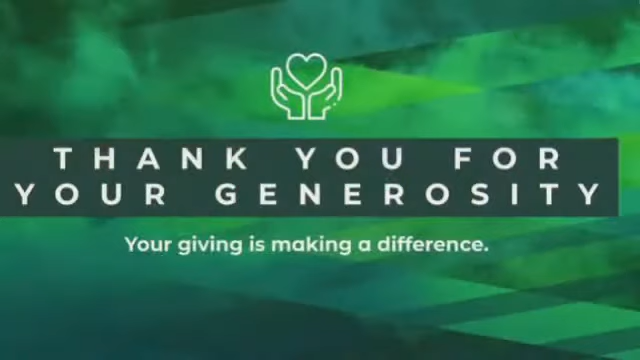 THANK YOU FOR
YOUR GENEROSITY
Your giving is making a difference.